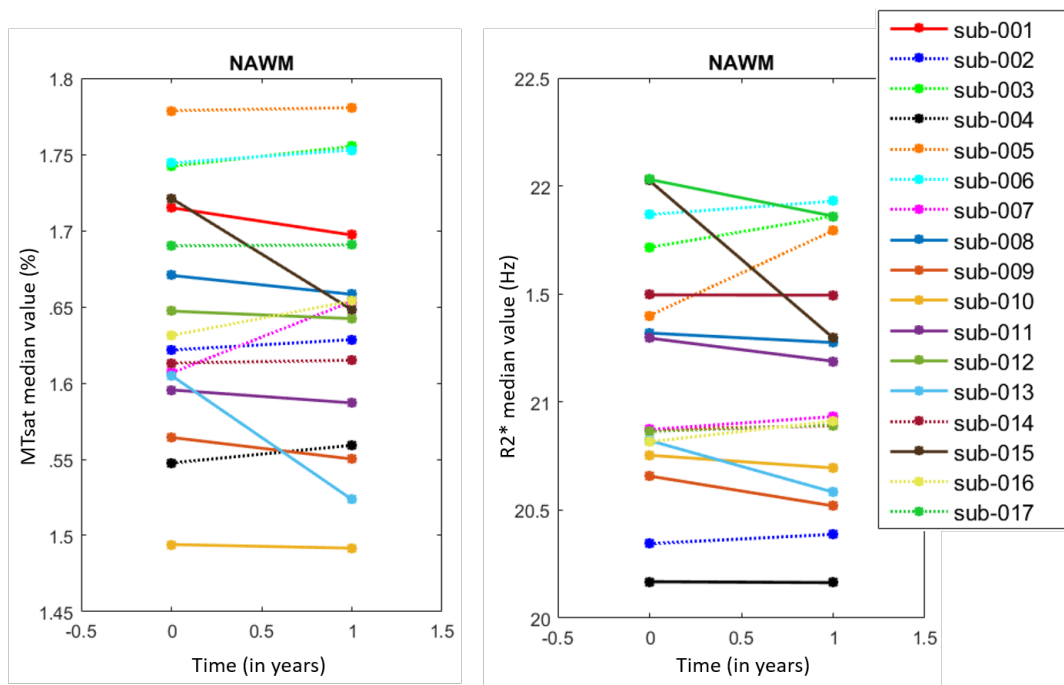 NAWM
1.8
1.75
1.7
.65
1.6
.55
1.5
1.45
-0.5
0
0.5
1
1.5
MTsat median value (%)
Time (in years)
NAWM
22.5
22
1.5
21
20.5
20
-0.5
0
0.5
1
1.5
R2* median value (Hz)
Time (in years)
sub-001
sub-002
sub-003
sub-004
sub-005
sub-006
sub-007
sub-008
sub-009
sub-010
sub-011
sub-012
sub-013
sub-014
sub-015
sub-016
sub-017